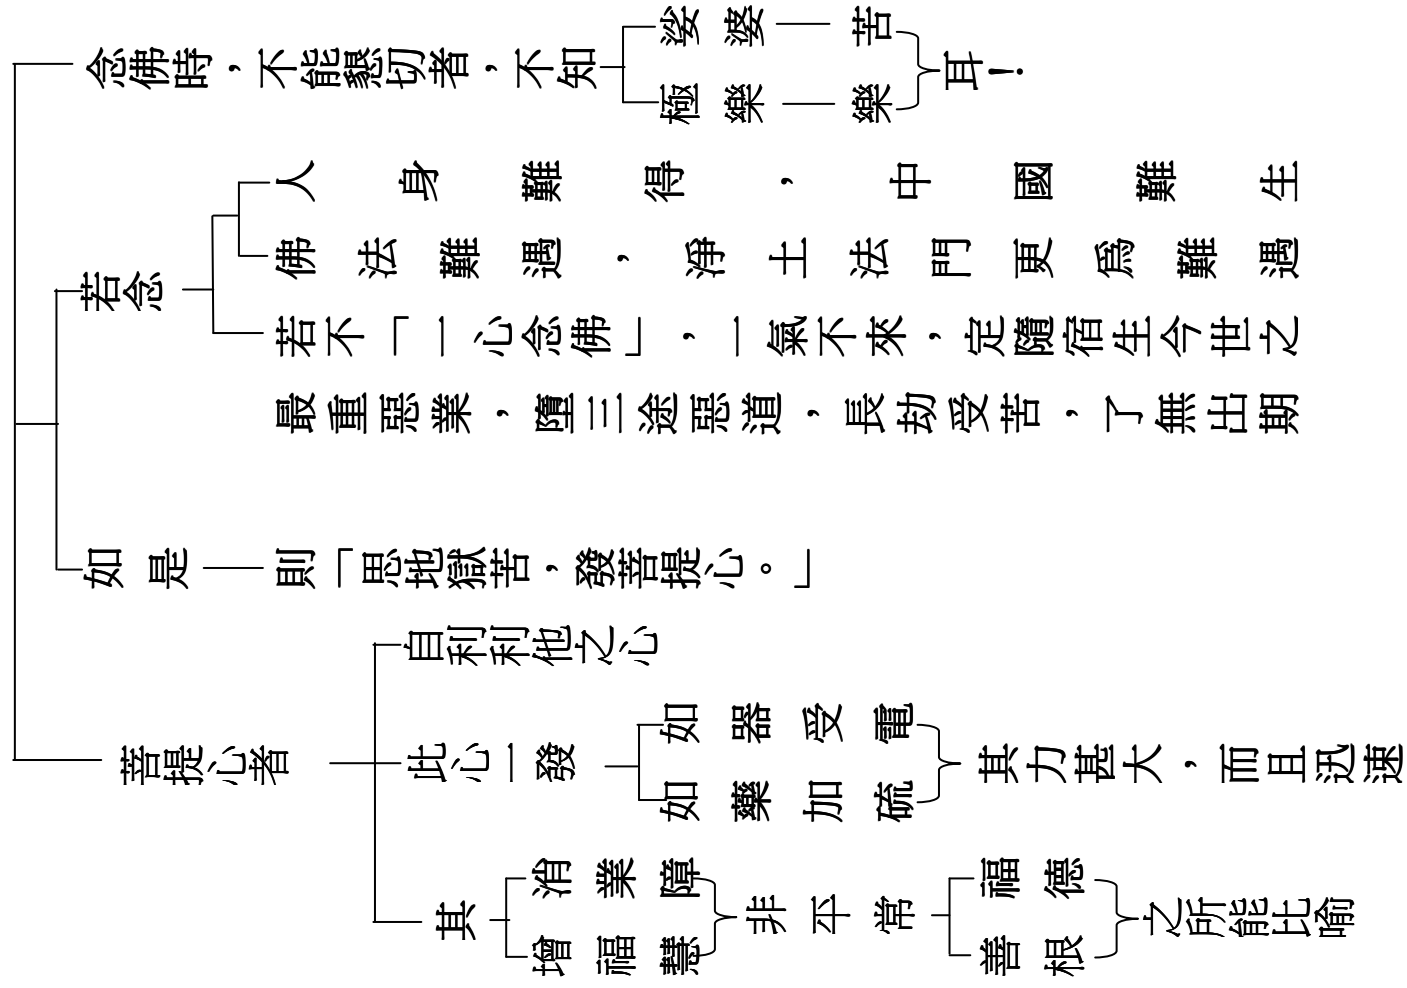 念佛時，不能懇切者，不知
娑婆
苦
極樂
樂
耳！
若念
人身難得，中國難生
佛法難遇，淨土法門更爲難遇
若不「一心念佛」，一氣不來，定隨宿生今世之
最重惡業，墮三途惡道，長劫受苦，了無出期
如是
則「思地獄苦，發菩提心。」
菩提心者
自利利他之心
此心一發
如器受電
如藥加硫
其力甚大，而且迅速
其
消業障
增福慧
非平常
福德
善根
之所能比喻